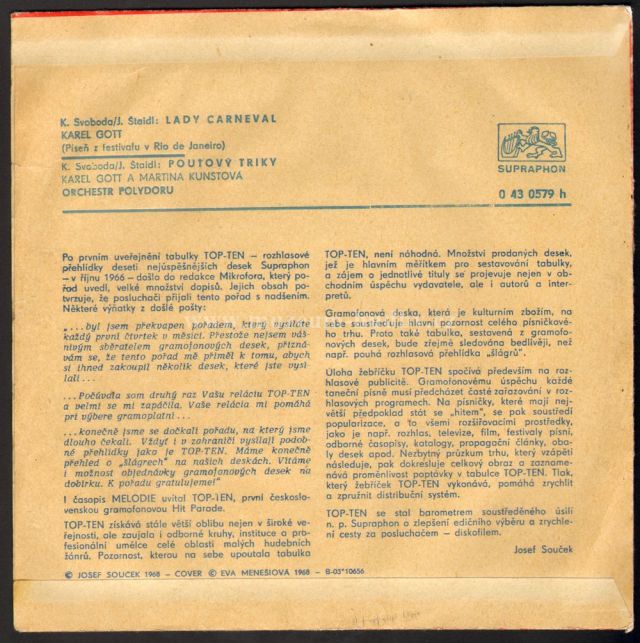 K. Svoboda/J. Štaidl: LADY CARNEVAL
KAREL GOTT
(Píseň z festivalu v Rio de Janeiro)
K. Svoboda/J. Štaidl: POUŤOVÝ TRIKY
KAREL GOTT A MARTINA KUNSTOVÁ
ORCHESTR POLYDORU
SUPRAPHON
0 43 0579 h
Po prvním uveřejnění tabulky TOP-TEN — rozhlasové
přehlídky deseti nejúspěšnějších desek Supraphon
— v říjnu 1966 — došlo do redakce Mikrofora, který po-
řad uvedl, velké množství dopisů. Jejich obsah po-
tvrzuje, že posluchači přijali tento pořad s nadšením.
Některé výňatky z došlé pošty:
„...byl jsem překvapen pořadem, který vysíláte
každý první čtvrtek v měsíci. Přestože nejsem váš-
nivým sběratelem gramofonových desek, přizná-
vám se, že tento pořad mě přiměl k tomu, abych
si ihned zakoupil několik desek, které jste vysí-
lali...
...Počúvala som druhý raz Vašu reláciu TOP-TEN
a veľmi se mi zapáčila. Vaše relácia mi pomáhá
pri výbere gramoplatní...
...konečně jsme se dočkali pořadu, na který jsme
dlouho čekali. Vždyť i v zahraničí vysílají podob-
né přehlídky jako je TOP-TEN. Máme konečně
přehled o „šlágrech" na našich deskách. Vítáme
i možnost objednávky gramofonových desek na
dobírku. K pořadu gratulujeme!"
I časopis MELODIE uvítal TOP-TEN, první českoslo-
venskou gramofonovou Hit Parade.
TOP-TEN získává stále větší oblibu nejen v široké ve-
řejnosti, ale zaujala i odborné kruhy, instituce a pro-
fesionální umělce celé oblasti malých hudebních
žánrů. Pozornost, kterou na sebe upoutala tabulka
TOP-TEN, není náhodná. Množství prodaných desek,
jež je hlavním měřítkem pro sestavování tabulky,
a zájem o jednotlivé tituly se projevuje nejen v ob-
chodním úspěchu vydavatele, ale i autorů a inter-
pretů.
Gramofonová deska, která je kulturním zbožím, na
sebe soustřeďuje hlavní pozornost celého písničkové-
ho trhu. Proto také tabulka, sestavená z gramofo-
nových desek, bude zřejmě sledována bedlivěji, než
např. pouhá rozhlasová přehlídka „šlágrů".
Úloha žebříčku TOP-TEN spočívá především na roz-
hlasové publicitě. Gramofonovému úspěchu každé
taneční písně musí předcházet časté zařazování v roz-
hlasových programech. Na písničky, které mají nej-
větší předpoklad stát se „hitem", se pak soustředí
popularizace, a to všemi rozšiřovacími prostředky,
jako je např. rozhlas, televize, film, festivaly písní,
odborné časopisy, katalogy, propagační články, oba-
ly desek apod. Nezbytný průzkum trhu, který vzápětí
následuje, pak dokresluje celkový obraz a zazname-
nává proměnlivost poptávky v tabulce TOP-TEN. Tlak,
který žebříček TOP-TEN vykonává, pomáhá zrychlit
a zpružnit distribuční systém.
TOP-TEN se stal barometrem soustředěného úsilí
n. p. Supraphon o zlepšení edičního výběru a zrychle-
ní cesty za posluchačem — diskofilem.
Josef Souček
© JOSEF SOUČEK 1968 — COVER © EVA MENEŠIOVÁ 1968 — B-03*10656